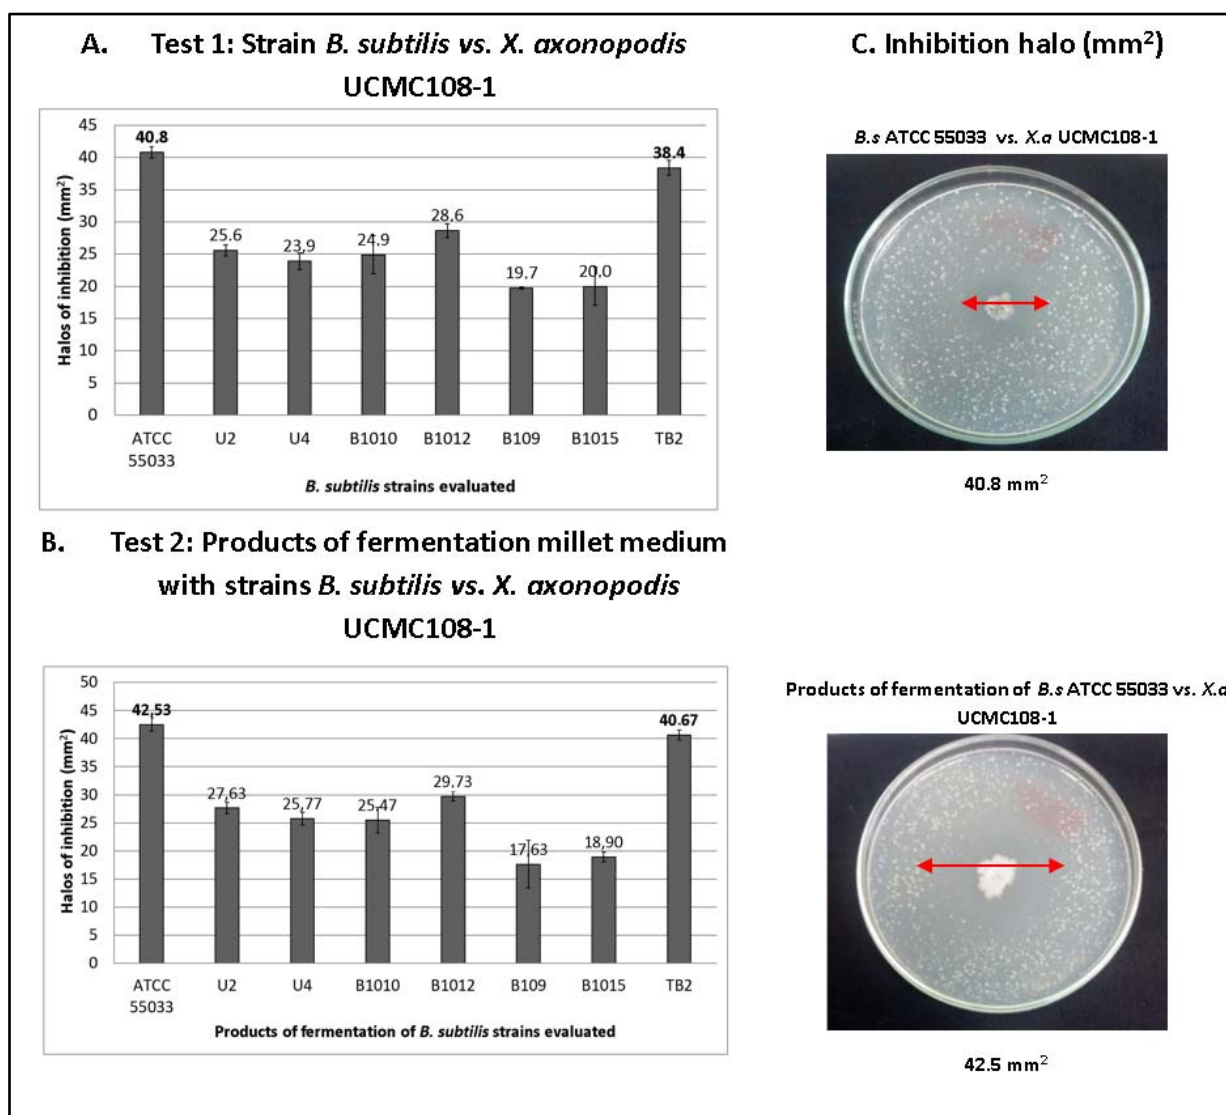 A. Test 1: Strain B. subtilis vs. X. axonopodis
UCMC108-1
Halos of inhibition (mm²)
45
40
35
30
25
20
15
10
5
0
40,8
25,6
23,9
24,9
28,6
19,7
20,0
38,4
ATCC 55033
U2
U4
B1010
B1012
B109
B1015
TB2
B. subtilis strains evaluated
C. Inhibition halo (mm²)
B.s ATCC 55033 vs. X.a UCMC108-1
40.8 mm²
B. Test 2: Products of fermentation millet medium
with strains B. subtilis vs. X. axonopodis
UCMC108-1
Halos of inhibition (mm²)
50
45
40
35
30
25
20
15
10
5
0
42,53
27,63
25,77
25,47
29,73
17,63
18,90
40.67
ATCC 55033
U2
U4
B1010
B1012
B109
B1015
TB2
Products of fermentation of B. subtilis strains evaluated
Products of fermentation of B.s ATCC 55033 vs. X.a
UCMC108-1
42.5 mm²